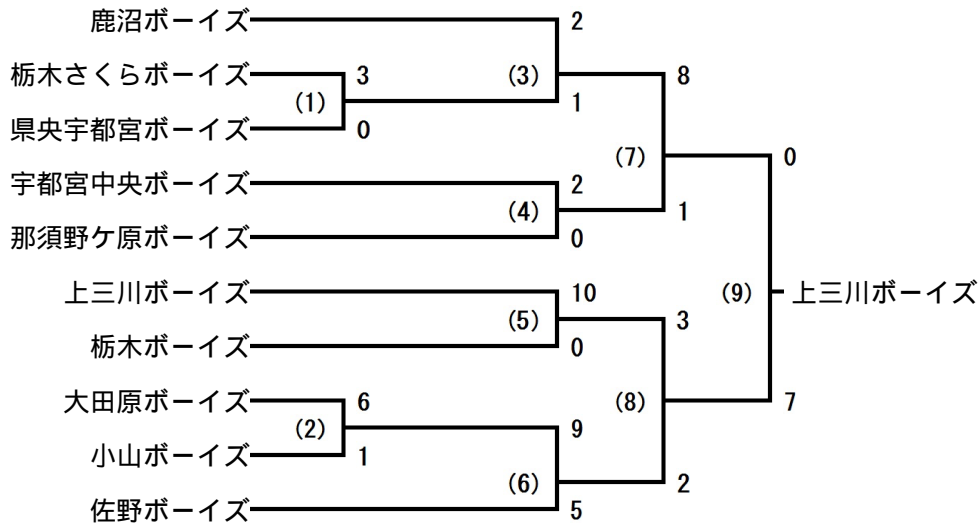 鹿沼ボーイズ 2
栃木さくらボーイズ 3 (3) 8
(1) 1
県央宇都宮ボーイズ 0
(7) 0
宇都宮中央ボーイズ 2
(4) 1
那須野ケ原ボーイズ 0
上三川ボーイズ 10 (9) 上三川ボーイズ
(5) 3
栃木ボーイズ 0
大田原ボーイズ 6 (8) 7
(2) 9
小山ボーイズ 1
(6) 2
佐野ボーイズ 5